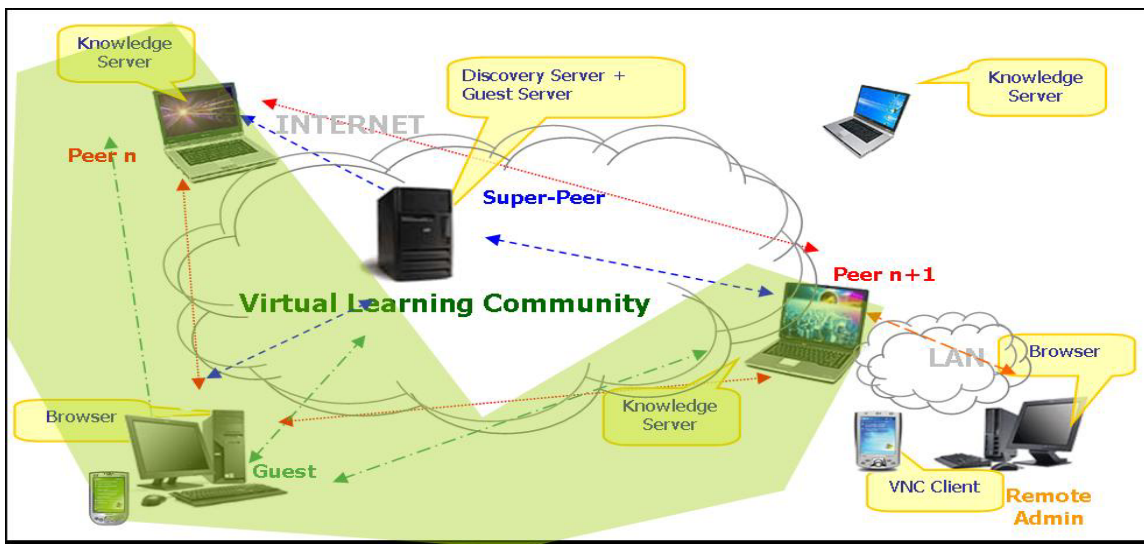 Knowledge
Server
Discovery Server +
Guest Server
Knowledge
Server
INTERNET
Peer n
Super-Peer
Peer n+1
Virtual Learning Community
LAN
Browser
Browser
Knowledge
Server
Guest
VNC Client
Remote
Admin